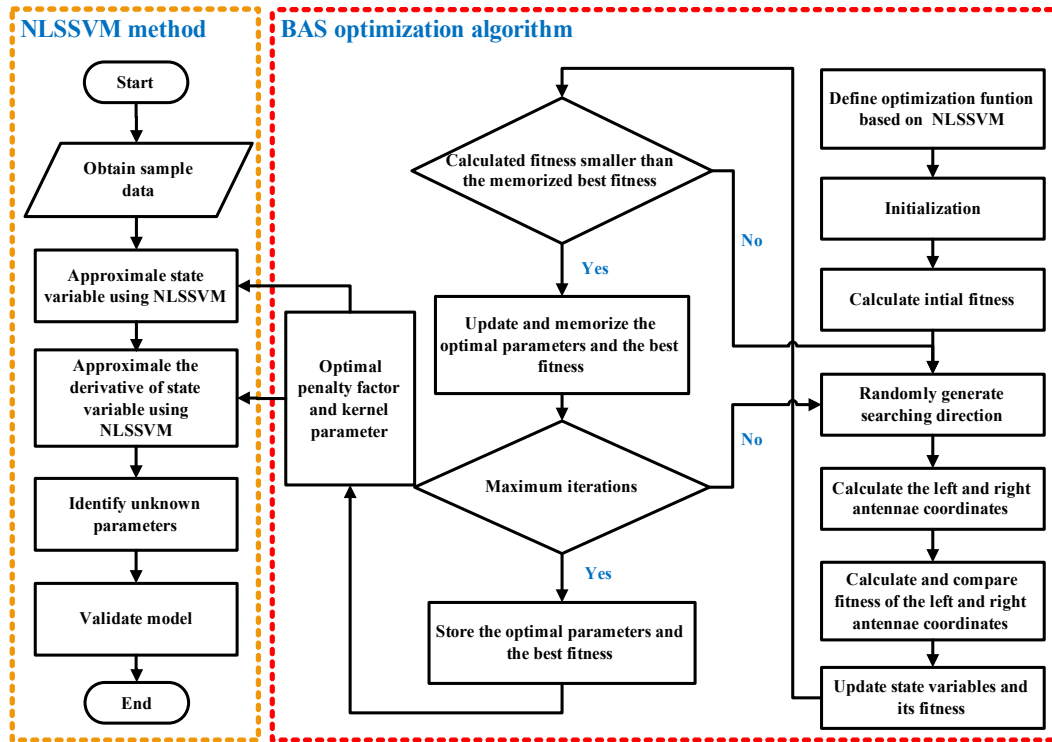 NLSSVM method
Start
Obtain sample
data
Approximale state
variable using NLSSVM
Approximale the
derivative of state
variable using
NLSSVM
Identify unknown
parameters
Validate model
End
BAS optimization algorithm
Calculated fitness smaller than
the memorized best fitness
No
Yes
Update and memorize the
optimal parameters and the best
fitness
Optimal
penalty factor
and kernel
parameter
No
Maximum iterations
Yes
Store the optimal parameters and
the best fitness
Define optimization funtion
based on NLSSVM
Initialization
Calculate intial fitness
Randomly generate
searching direction
Calculate the left and right
antennae coordinates
Calculate and compare
fitness of the left and right
antennae coordinates
Update state variables and
its fitness